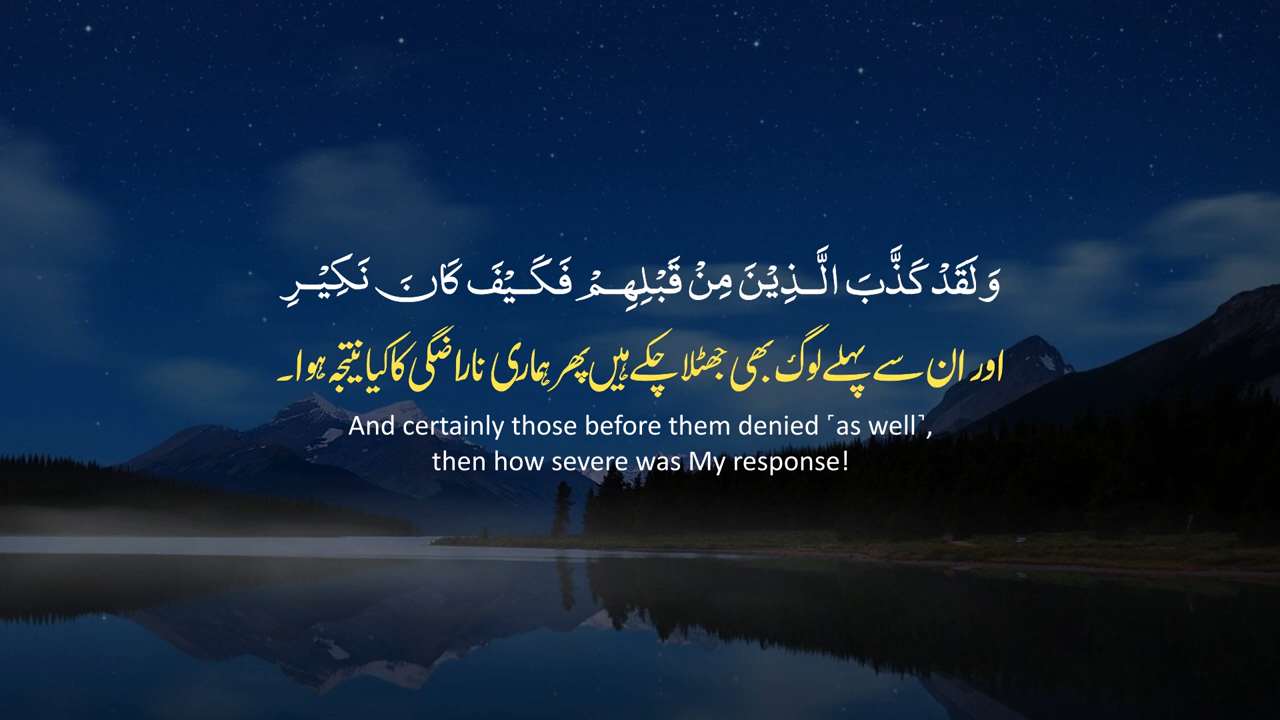 وَلَقَدْ كَذَّبَ الَّذِيْنَ مِنْ قَبْلِهِمْ فَكَيْفَ كَانَ نَكِيْرِ
اور ان سے پہلے لوگ بھی جھٹلا چکے ہیں پھر ہماری ناراضگی کا کیا نتیجہ ہوا۔
And certainly those before them denied ˹as well˺,
then how severe was My response!